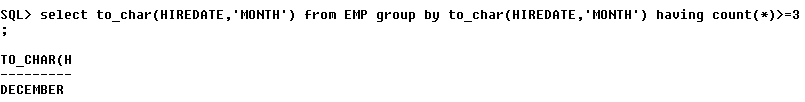 SQL> select to_char(HIREDATE,'MONTH') from EMP group by to_char(HIREDATE,'MONTH') having count(*)>=3
;
TO_CHAR(H
---------
DECEMBER